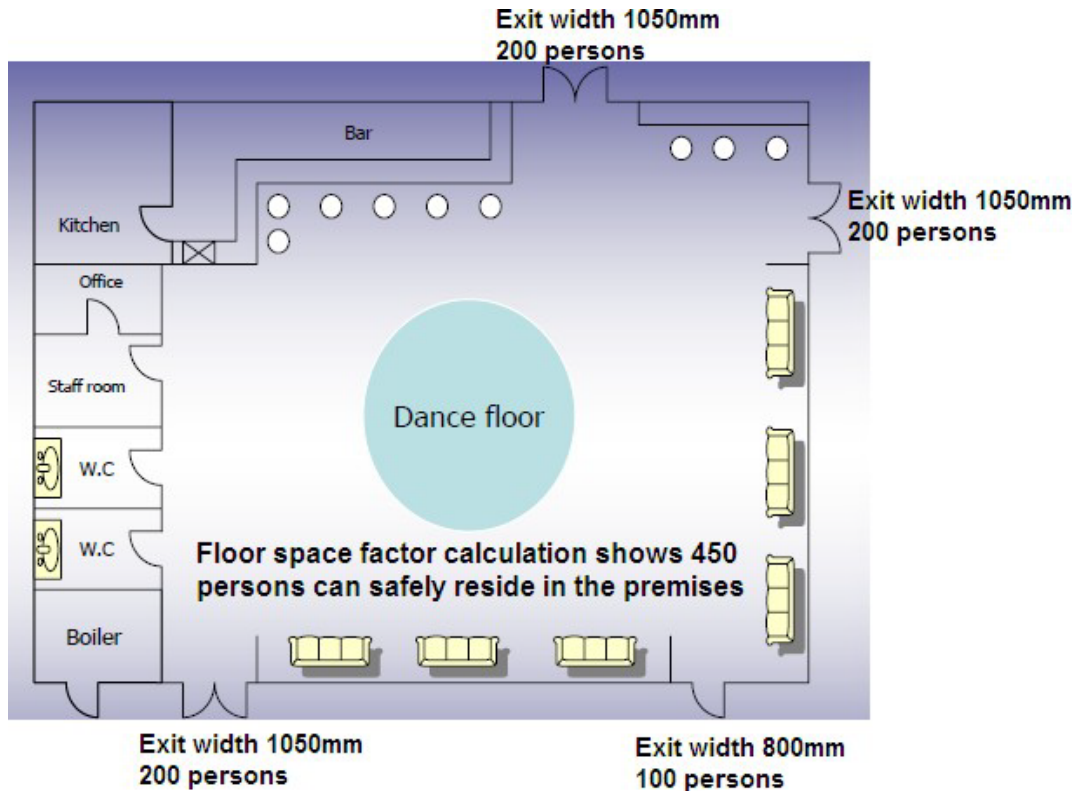 Exit width 1050mm
200 persons
Bar
Exit width 1050mm
200 persons
Kitchen
Office
Staff room
Dance floor
W.C
W.C
Floor space factor calculation shows 450
persons can safely reside in the premises
Boiler
Exit width 1050mm
200 persons
Exit width 800mm
100 persons